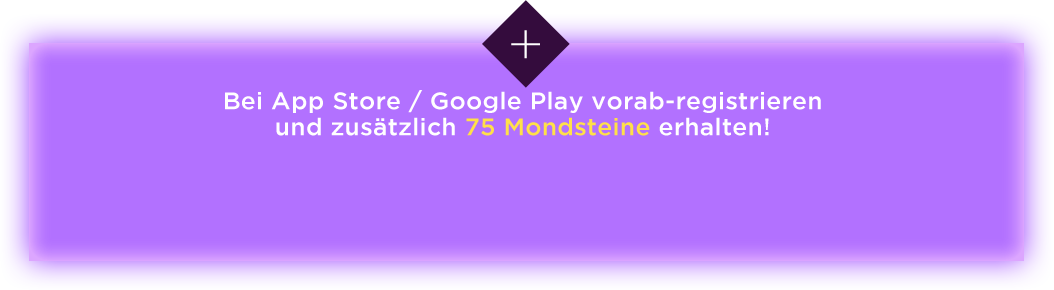 Bei App Store / Google Play vorab-registrieren
und zusätzlich 75 Mondsteine erhalten!